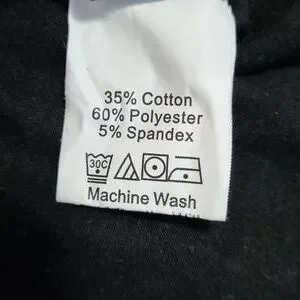 35% Cotton
60% Polyester
5% Spandex
30C
Machine Wash